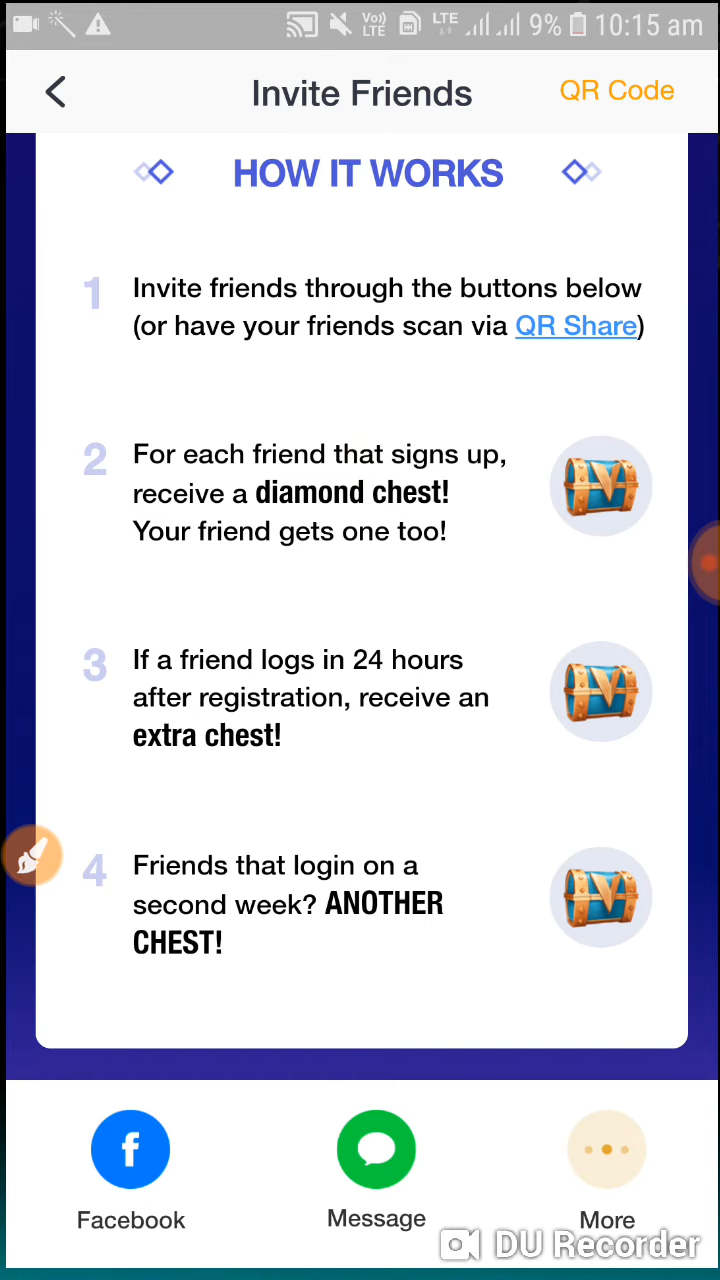 Vo))
LTE
LTE
9% 10:15 am
Invite Friends
QR Code
HOW IT WORKS
1
Invite friends through the buttons below
(or have your friends scan via QR Share)
2
For each friend that signs up,
receive a diamond chest!
Your friend gets one too!
3
If a friend logs in 24 hours
after registration, receive an
extra chest!
4
Friends that login on a
second week? ANOTHER
CHEST!
Facebook
Message
More
DU Recorder